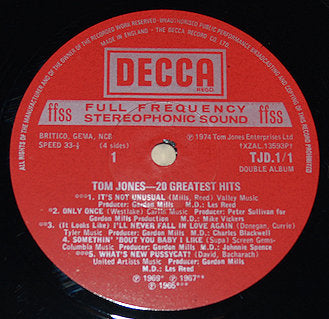 ALL RIGHTS OF THE MANUFACTURER AND OF THE OWNER OF THE RECORDED WORK RESERVED. UNAUTHORISED PUBLIC PERFORMANCE BROADCASTING AND COPYING OF THIS RECORD PROHIBITED
MADE IN ENGLAND - THE DECCA RECORD CO LTD
DECCA
REGD.
ffss FULL FREQUENCY STEREOPHONIC SOUND ffss
BRITICO, GEMA, NCB
SPEED 33-⅓ (4 sides)
1
℗ 1974 Tom Jones Enterprises Ltd
(1XZAL.13593P)
TJD.1/1
DOUBLE ALBUM
TOM JONES—20 GREATEST HITS
°°°1. IT'S NOT UNUSUAL (Mills, Reed) Valley Music
Producer: Gordon Mills M.D.: Les Reed
°°2. ONLY ONCE (Westlake) Carlin Music Producer: Peter Sullivan for
Gordon Mills Production M.D.: Mike Vickers
°°3. (It Looks Like) I'LL NEVER FALL IN LOVE AGAIN (Donegan, Currie)
Tyler Music Producer: Gordon Mills M.D.: Charles Blackwell
°4. SOMETHIN' 'BOUT YOU BABY I LIKE (Supa) Screen Gems-
Columbia Music Producer: Gordon Mills M.D.: Johnnie Spence
°°°5. WHAT'S NEW PUSSYCAT? (David, Bacharach)
United Artists Music Producer: Gordon Mills
M.D.: Les Reed
℗ 1969° ℗ 1967°°
℗ 1965°°°